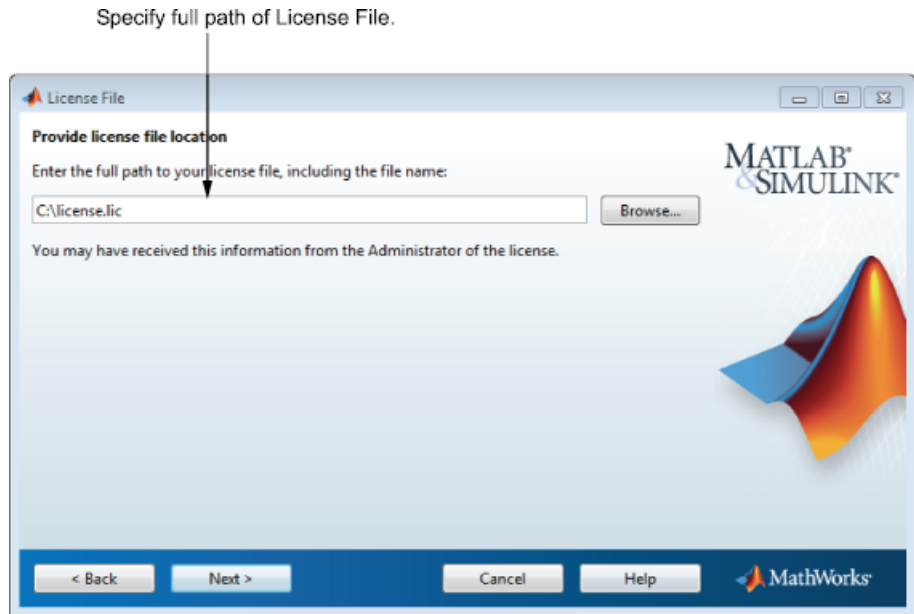 Specify full path of License File.
License File
Provide license file location
Enter the full path to your license file, including the file name:
C:\license.lic
Browse...
You may have received this information from the Administrator of the license.
MATLAB®
&SIMULINK®
< Back
Next >
Cancel
Help
MathWorks®